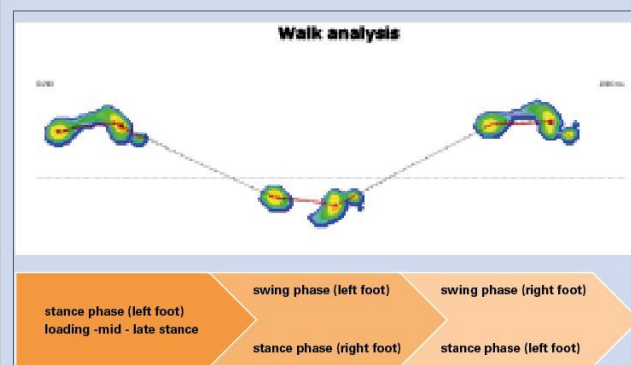 Walk analysis
stance phase (left foot)
loading -mid - late stance
swing phase (left foot)
stance phase (right foot)
swing phase (right foot)
stance phase (left foot)